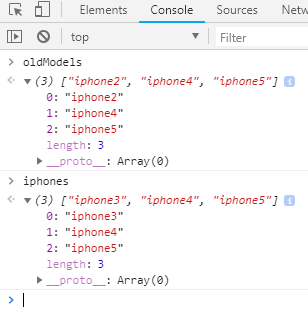 Elements Console Sources
top Filter
> oldModels
<· ▼(3) ["iphone2", "iphone4", "iphone5"] i
0: "iphone2"
1: "iphone4"
2: "iphone5"
length: 3
▶__proto__: Array(0)
> iphones
<· ▼(3) ["iphone3", "iphone4", "iphone5"] i
0: "iphone3"
1: "iphone4"
2: "iphone5"
length: 3
▶__proto__: Array(0)
>